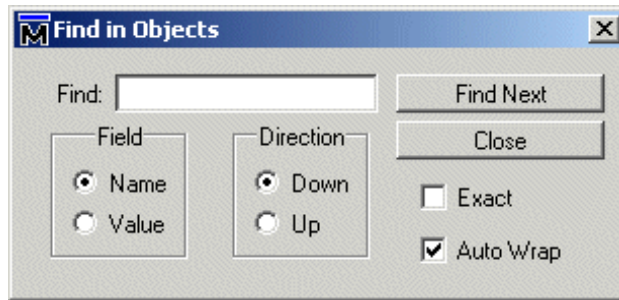 M Find in Objects
Find:
Find Next
Close
Field
Name
Value
Direction
Down
Up
Exact
Auto Wrap